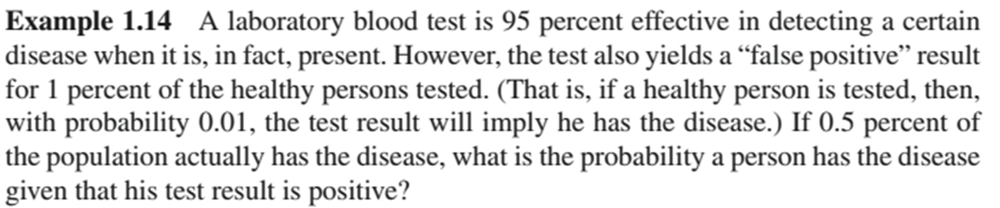 Example 1.14 A laboratory blood test is 95 percent effective in detecting a certain
disease when it is, in fact, present. However, the test also yields a “false positive” result
for 1 percent of the healthy persons tested. (That is, if a healthy person is tested, then,
with probability 0.01, the test result will imply he has the disease.) If 0.5 percent of
the population actually has the disease, what is the probability a person has the disease
given that his test result is positive?